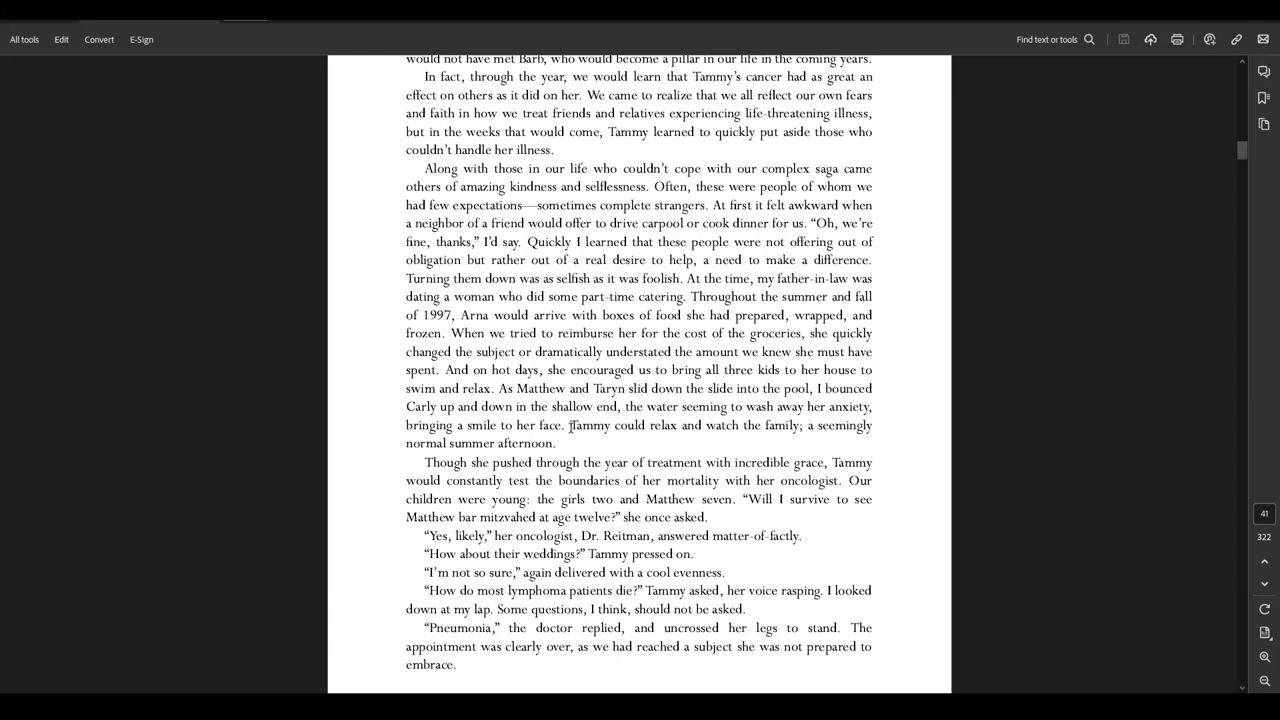 All tools Edit Convert E-Sign Find text or tools
would not have met Barb, who would become a pillar in our life in the coming years.
In fact, through the year, we would learn that Tammy’s cancer had as great an
effect on others as it did on her. We came to realize that we all reflect our own fears
and faith in how we treat friends and relatives experiencing life-threatening illness,
but in the weeks that would come, Tammy learned to quickly put aside those who
couldn’t handle her illness.
Along with those in our life who couldn’t cope with our complex saga came
others of amazing kindness and selflessness. Often, these were people of whom we
had few expectations—sometimes complete strangers. At first it felt awkward when
a neighbor of a friend would offer to drive carpool or cook dinner for us. “Oh, we’re
fine, thanks,” I’d say. Quickly I learned that these people were not offering out of
obligation but rather out of a real desire to help, a need to make a difference.
Turning them down was as selfish as it was foolish. At the time, my father-in-law was
dating a woman who did some part-time catering. Throughout the summer and fall
of 1997, Arna would arrive with boxes of food she had prepared, wrapped, and
frozen. When we tried to reimburse her for the cost of the groceries, she quickly
changed the subject or dramatically understated the amount we knew she must have
spent. And on hot days, she encouraged us to bring all three kids to her house to
swim and relax. As Matthew and Taryn slid down the slide into the pool, I bounced
Carly up and down in the shallow end, the water seeming to wash away her anxiety,
bringing a smile to her face. Tammy could relax and watch the family; a seemingly
normal summer afternoon.
Though she pushed through the year of treatment with incredible grace, Tammy
would constantly test the boundaries of her mortality with her oncologist. Our
children were young: the girls two and Matthew seven. “Will I survive to see
Matthew bar mitzvahed at age twelve?” she once asked.
“Yes, likely,” her oncologist, Dr. Reitman, answered matter-of-factly.
“How about their weddings?” Tammy pressed on.
“I’m not so sure,” again delivered with a cool evenness.
“How do most lymphoma patients die?” Tammy asked, her voice rasping. I looked
down at my lap. Some questions, I think, should not be asked.
“Pneumonia,” the doctor replied, and uncrossed her legs to stand. The
appointment was clearly over, as we had reached a subject she was not prepared to
embrace.
41
322